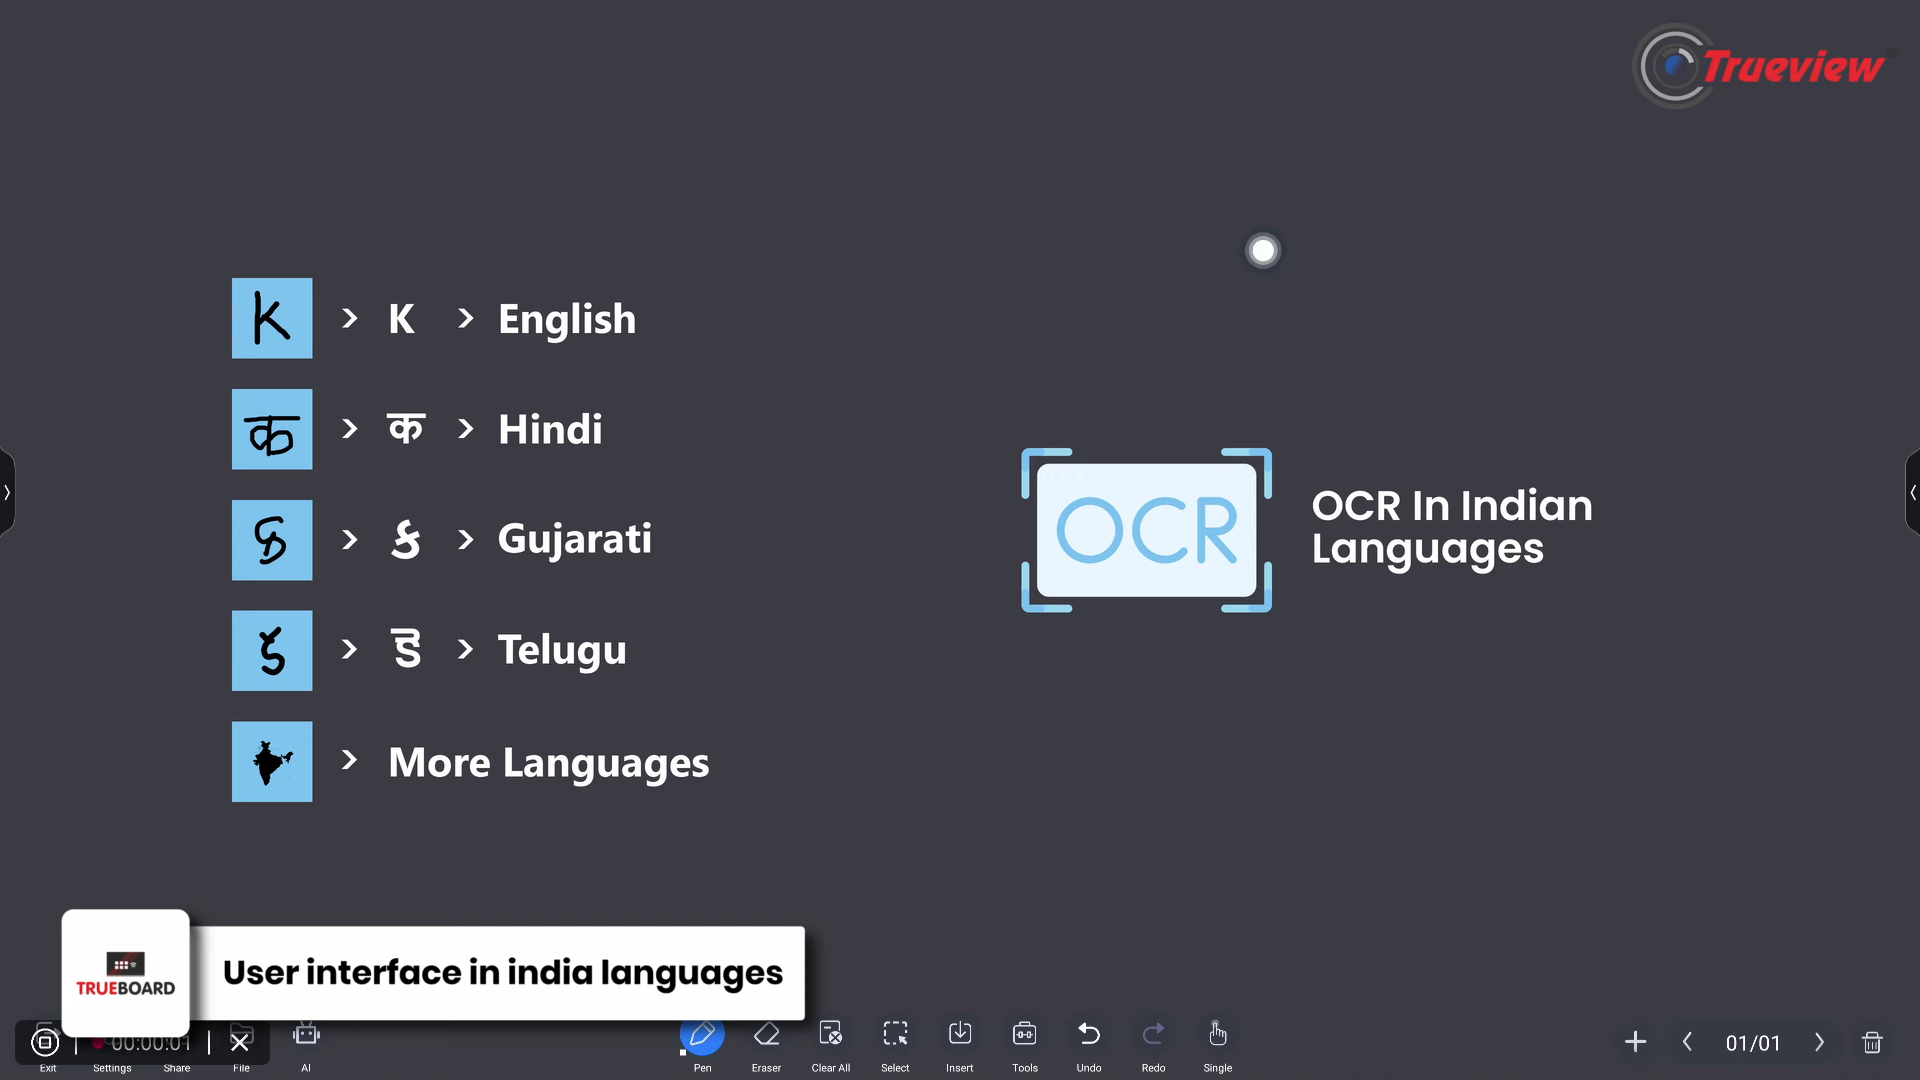 Trueview®
K > K > English
क > क > Hindi
ક > ક > Gujarati
ड > Telugu
> More Languages
OCR
OCR In Indian
Languages
TRUEBOARD
User interface in india languages
00:00:01
Exit Settings Share File AI Pen Eraser Clear All Select Insert Tools Undo Redo Single
01/01